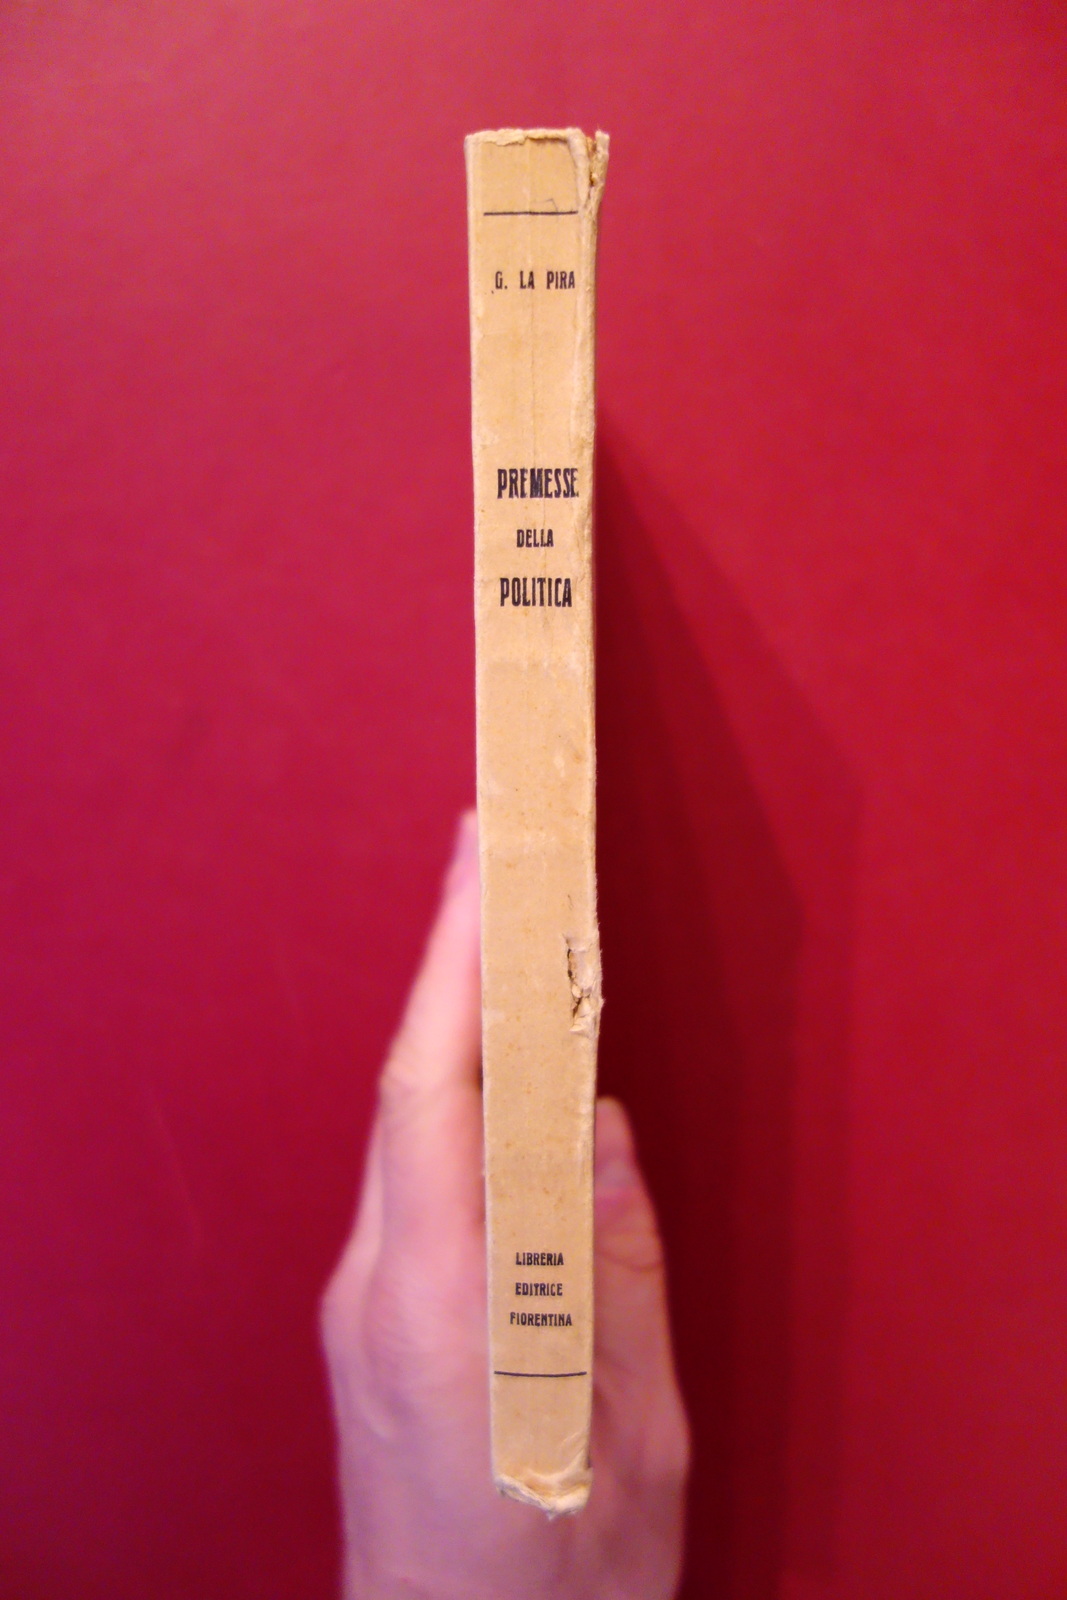 G. LA PIRA
PREMESSE
DELLA
POLITICA
LIBRERIA
EDITRICE
FIORENTINA